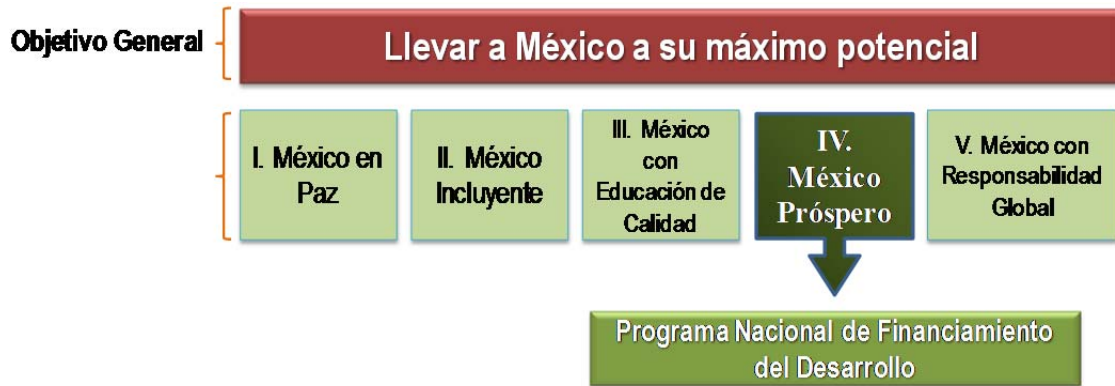 Objetivo General
Llevar a México a su máximo potencial
I. México en
Paz
II. México
Incluyente
III. México
con
Educación de
Calidad
IV.
México
Próspero
V. México con
Responsabilidad
Global
Programa Nacional de Financiamiento
del Desarrollo